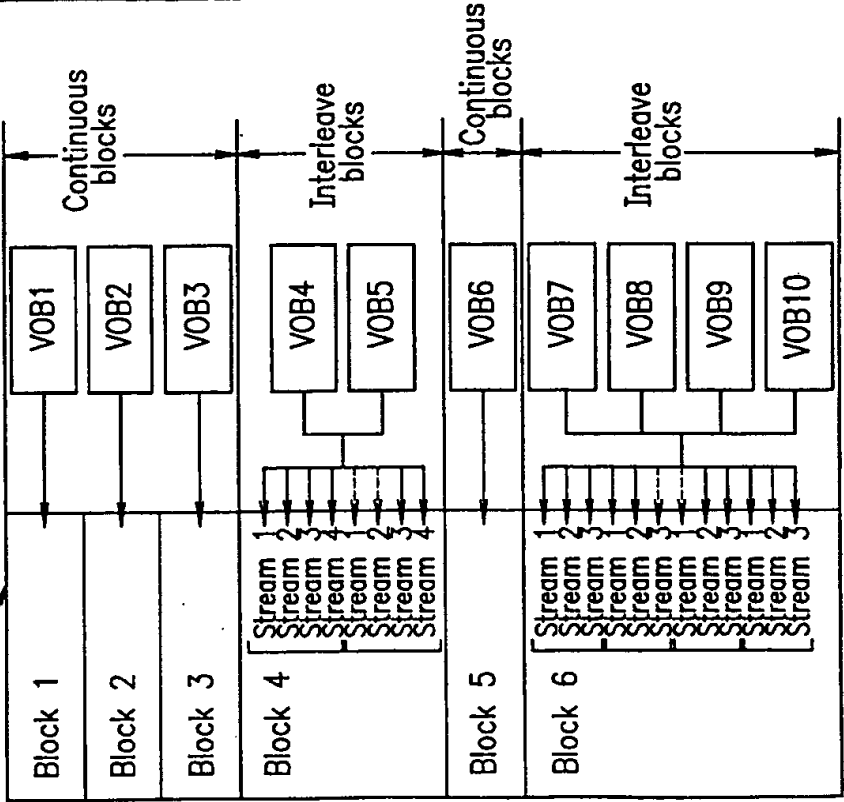 Continuous
blocks
Interleave
blocks
Continuous
blocks
Interleave
blocks
VOB1
VOB2
VOB3
VOB4
VOB5
VOB6
VOB7
VOB8
VOB9
VOB10
Block 1
Block 2
Block 3
Block 4
Stream 1
Stream 2
Stream 3
Stream 4
Stream 1
Stream 2
Stream 3
Stream 4
Block 5
Block 6
Stream 1
Stream 2
Stream 3
Stream 1
Stream 2
Stream 3
Stream 1
Stream 2
Stream 3
Stream 1
Stream 2
Stream 3